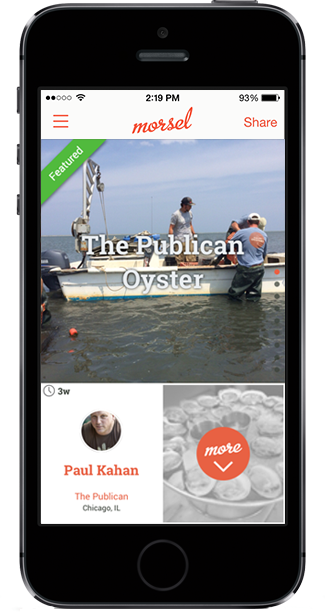 2:19 PM
93%
morsel
Share
Featured
The Publican
Oyster
3w
Paul Kahan
more
The Publican
Chicago, IL